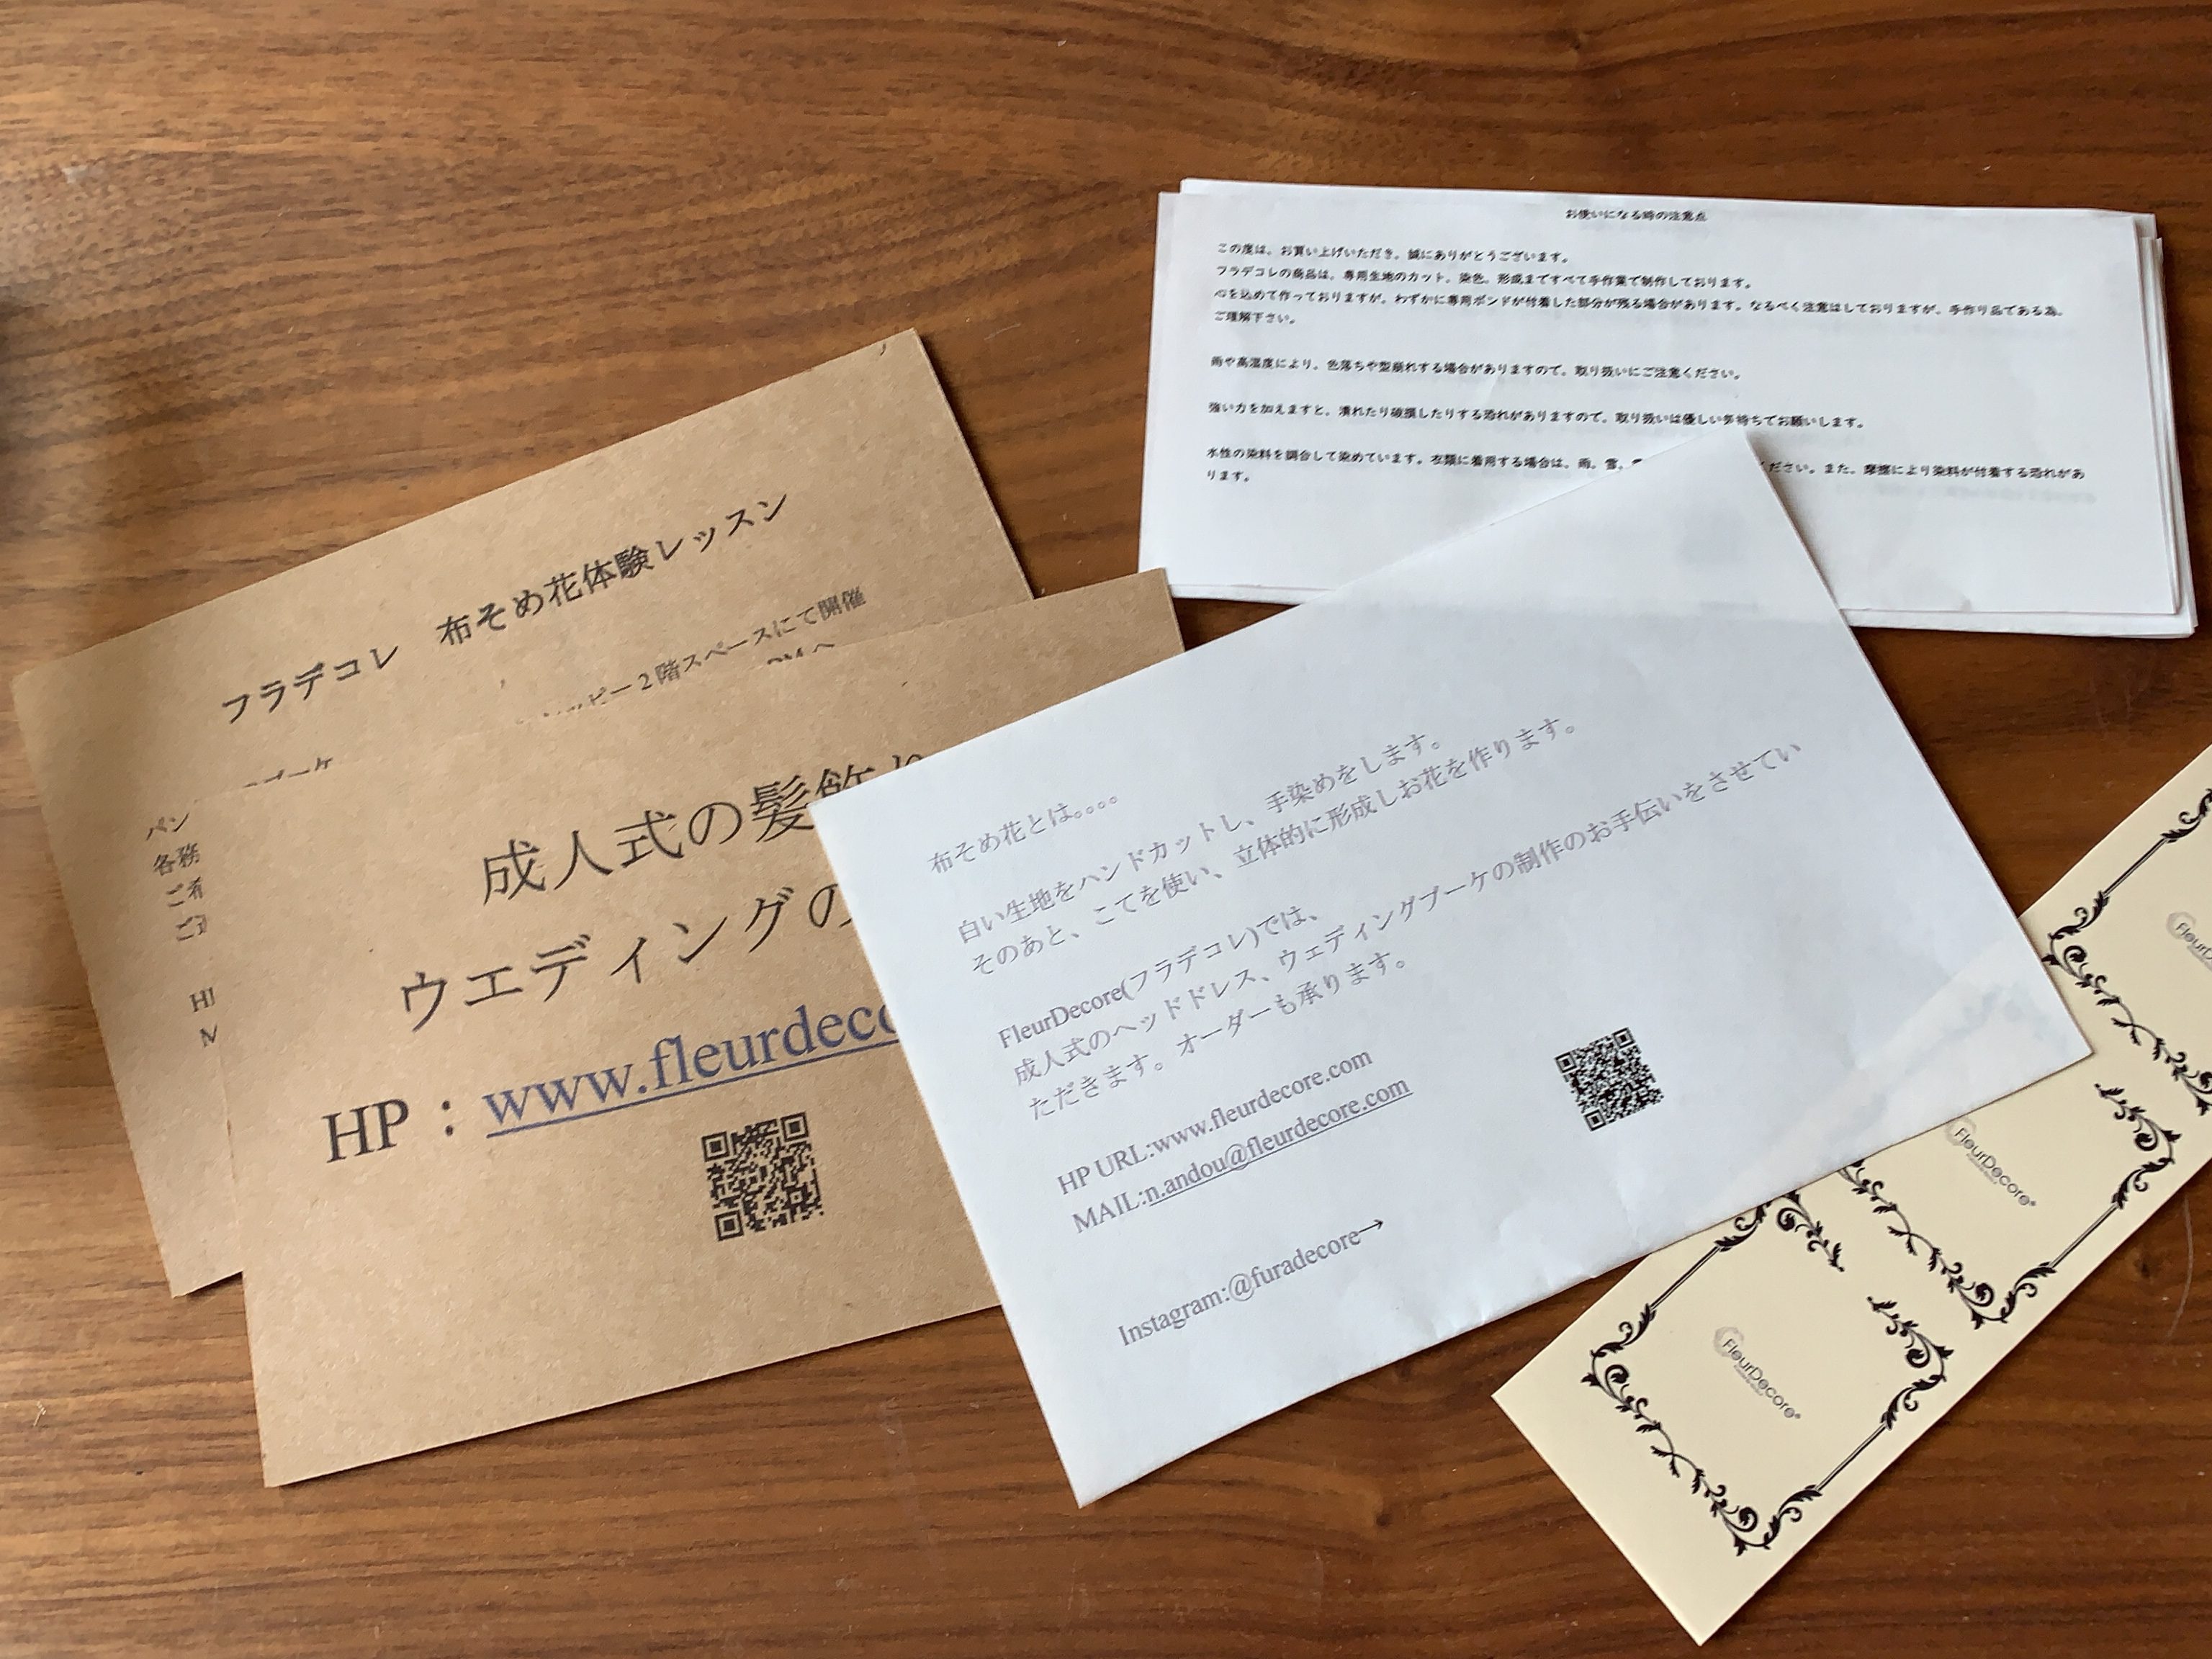 フラデコレ 布そめ花体験レッスン
ピー2階スペースにて開催
ペン
各務
ご
HP
M
成人式の髪飾り
ウエディングの
HP：www.fleurdeco
布そめ花とは。。。。
白い生地をハンドカットし、手染めをします。
そのあと、こてを使い、立体的に形成しお花を作ります。
FleurDecore(フラデコレ)では、
成人式のヘッドドレス、ウェディングブーケの制作のお手伝いをさせてい
ただきます。オーダーも承ります。
HP URL:www.fleurdecore.com
MAIL:n.andou@fleurdecore.com
Instagram:@furadecore→
お使いになる時の注意点
この度は、お買い上げいただき、誠にありがとうございます。
フラデコレの商品は、専用生地のカット、染色、形成まですべて手作業で制作しております。
心を込めて作っておりますが、わずかに専用ボンドが付着した部分が残る場合があります。なるべく注意はしておりますが、手作り品である為、
ご理解下さい。
雨や高湿度により、色落ちや型崩れする場合がありますので、取り扱いにご注意ください。
強い力を加えますと、潰れたり破損したりする恐れがありますので、取り扱いは優しい気持ちでお願いします。
水性の染料を調合して染めています。衣類に着用する場合は、雨、雪、
ください。また、摩擦により染料が付着する恐れがあ
ります。
FleurD
FleurDecore
FleurDecore